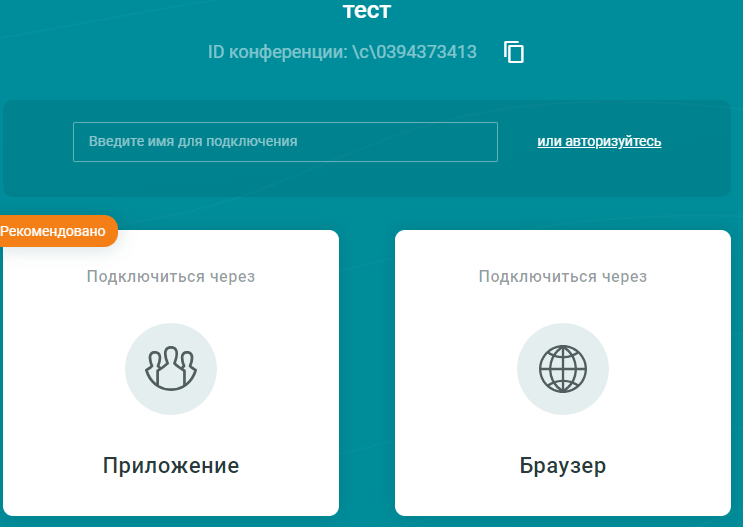 тест
ID конференции: \c\0394373413
Введите имя для подключения
или авторизуйтесь
Рекомендовано
Подключиться через
Приложение
Подключиться через
Браузер